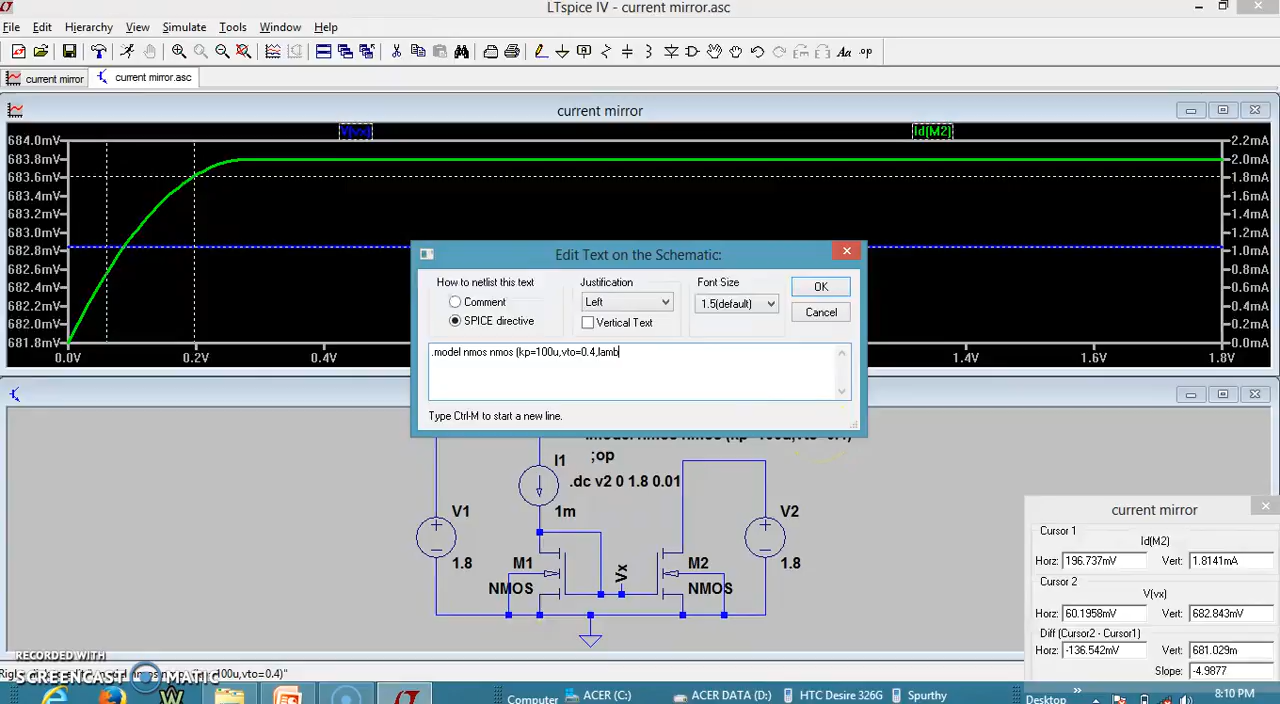 LTspice IV - current mirror.asc
File Edit Hierarchy View Simulate Tools Window Help
current mirror
current mirror.asc
current mirror
V(vx)
Id(M2)
684.0mV
683.8mV
683.6mV
683.4mV
683.2mV
683.0mV
682.8mV
682.6mV
682.4mV
682.2mV
682.0mV
681.8mV
2.2mA
2.0mA
1.8mA
1.6mA
1.4mA
1.2mA
1.0mA
0.8mA
0.6mA
0.4mA
0.2mA
0.0mA
0.0V 0.2V 0.4V 1.4V 1.6V 1.8V
Edit Text on the Schematic:
How to netlist this text
Comment
SPICE directive
Justification
Left
Vertical Text
Font Size
1.5(default)
OK
Cancel
.model nmos nmos (kp=100u,vto=0.4,lamb
Type Ctrl-M to start a new line.
;op
.dc v2 0 1.8 0.01
I1
1m
V1
1.8
V2
1.8
M1
NMOS
Vx
M2
NMOS
current mirror
Cursor 1
Id(M2)
Horz: 196.737mV Vert: 1.8141mA
Cursor 2
V(vx)
Horz: 60.1958mV Vert: 682.843mV
Diff (Cursor2 - Cursor1)
Horz: -136.542mV Vert: 681.029m
Slope: -4.9877
RECORDED WITH
SCREENCAST MATIC
100u,vto=0.4)"
Computer ACER (C:) ACER DATA (D:) HTC Desire 326G Spurthy
Desktop
8:10 PM